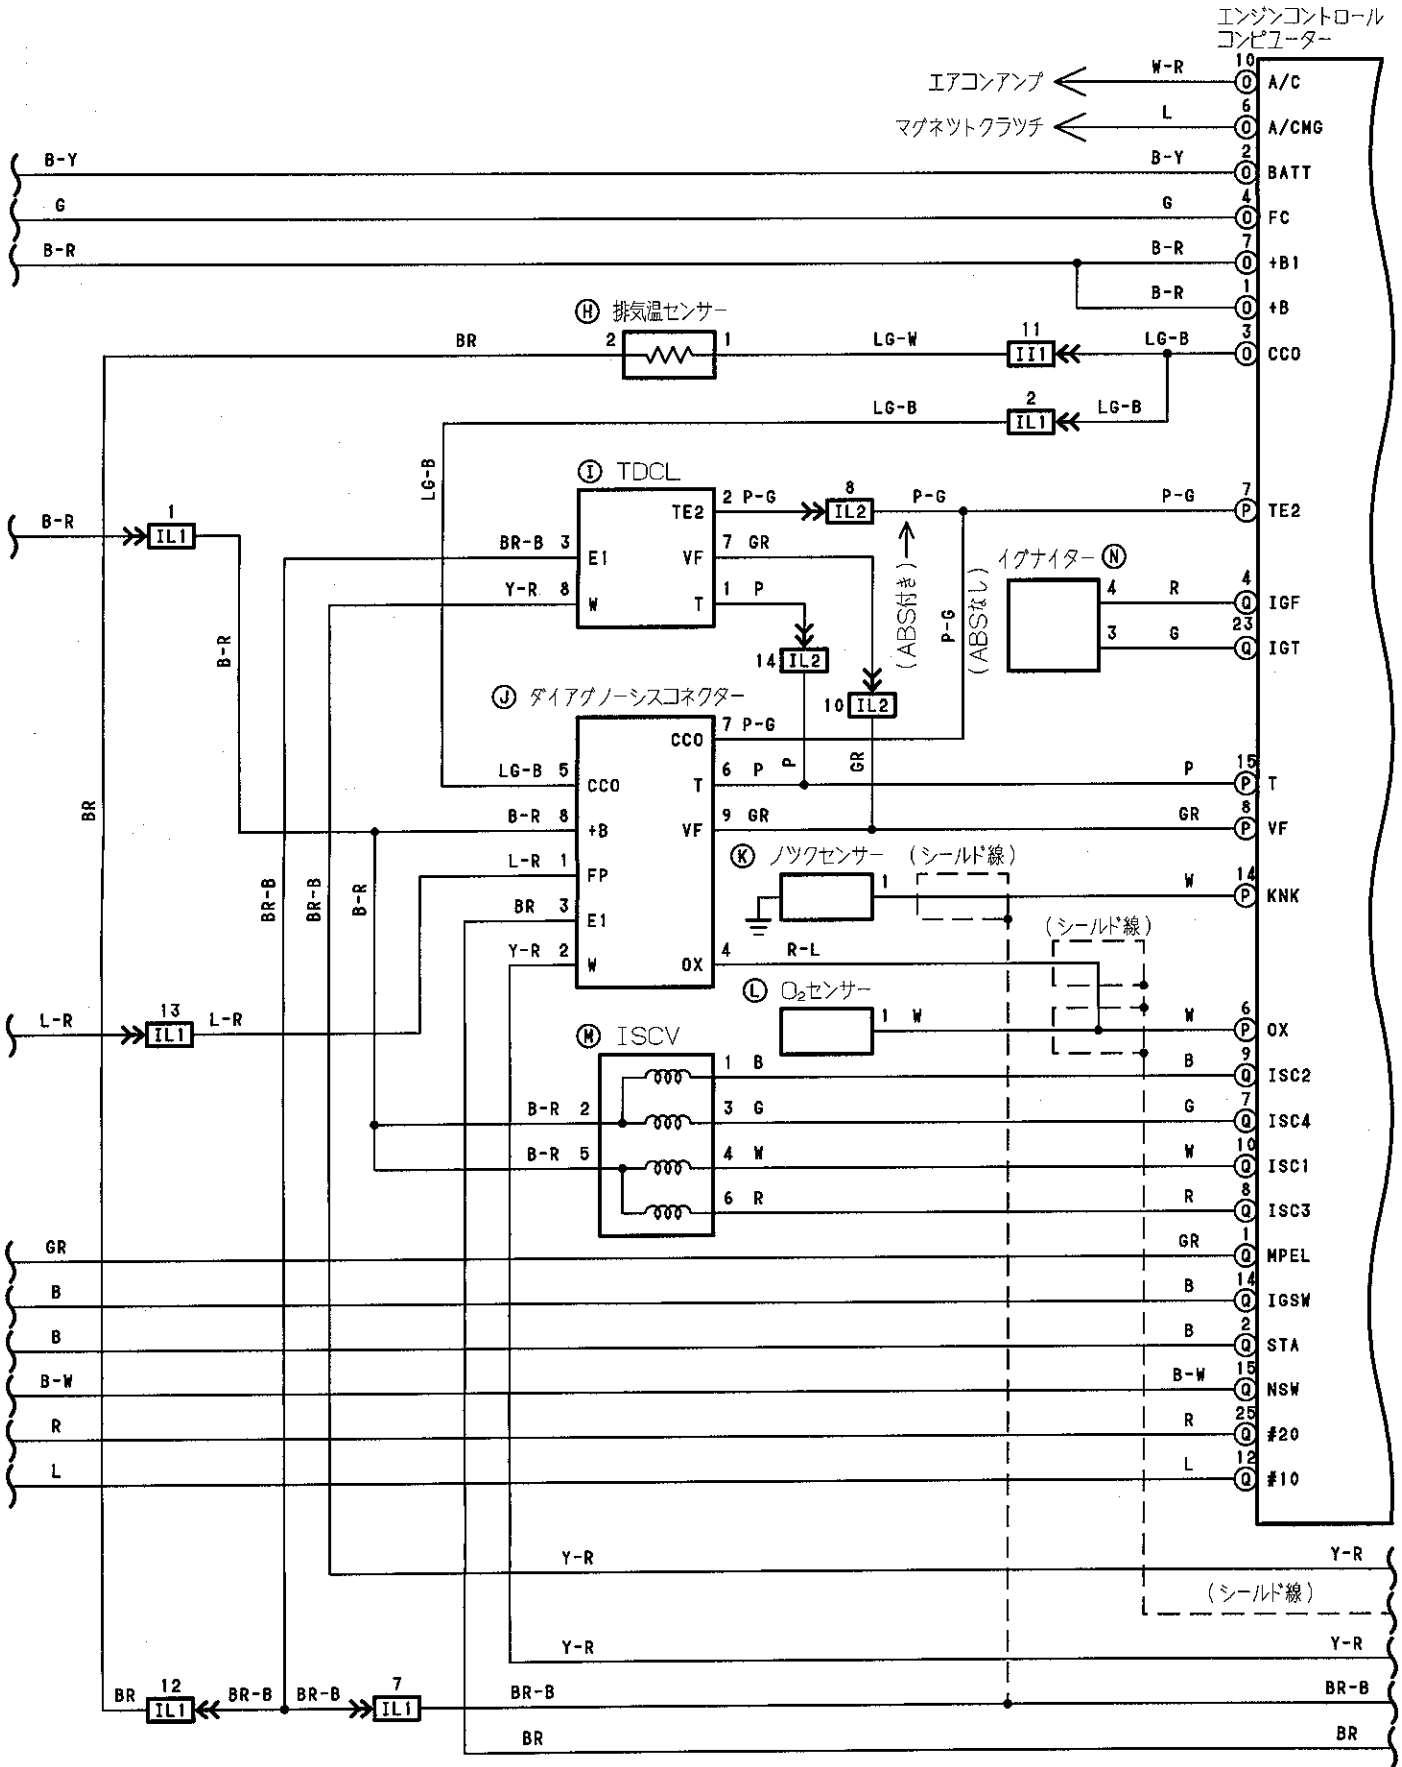 エンジンコントロール
コンピューター
エアコンアンプ W-R 10 O A/C
マグネットクラッチ L 6 O A/CMG
B-Y B-Y 2 O BATT
G G 4 O FC
B-R B-R 7 O +B1
B-R 1 O +B
H 排気温センサー
BR 2 1 LG-W 11 II1 LG-B 3 O CCO
LG-B 2 IL1 LG-B
LG-B
I TDCL
B-R 1 IL1
TE2 2 P-G 8 IL2 P-G P-G 7 P TE2
BR-B 3 E1 VF 7 GR
Y-R 8 W T 1 P
(ABS付き)
P-G
(ABSなし)
イグナイター N
4 R 4 Q IGF
3 G 23 Q IGT
B-R
14 IL2
10 IL2
J ダイアグノーシスコネクター
CCO 7 P-G
P
GR
LG-B 5 CCO T 6 P P 15 P T
BR
B-R 8 +B VF 9 GR GR 8 P VF
K ノックセンサー (シールド線)
L-R 1 FP
1 W 14 P KNK
BR-B
BR-B
B-R
BR 3 E1
(シールド線)
Y-R 2 W OX 4 R-L
L O2センサー
L-R 13 IL1 L-R
1 W W 6 P OX
M ISCV
1 B B 9 Q ISC2
B-R 2 3 G G 7 Q ISC4
B-R 5 4 W W 10 Q ISC1
6 R R 8 Q ISC3
GR GR 1 Q MPEL
B B 14 Q IGSW
B B 2 Q STA
B-W B-W 15 Q NSW
R R 25 Q #20
L L 12 Q #10
Y-R Y-R
(シールド線)
Y-R Y-R
BR 12 IL1 BR-B BR-B 7 IL1 BR-B BR-B
BR BR